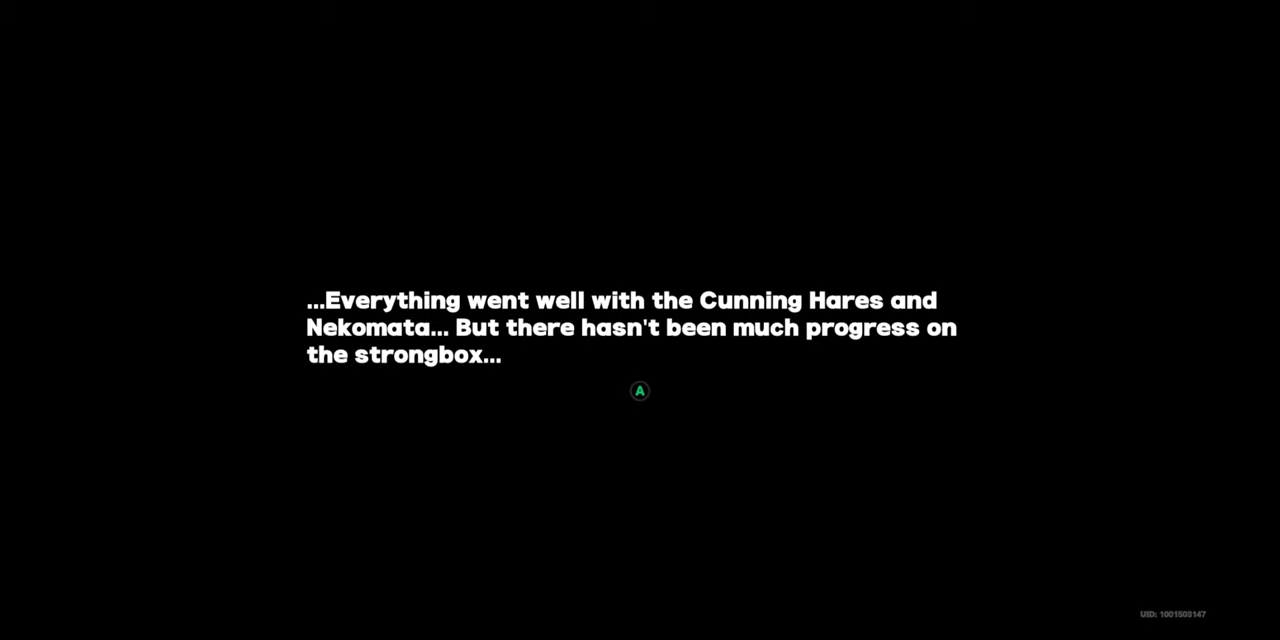 ...Everything went well with the Cunning Hares and
Nekomata... But there hasn't been much progress on
the strongbox...
A
UID: 1001503147